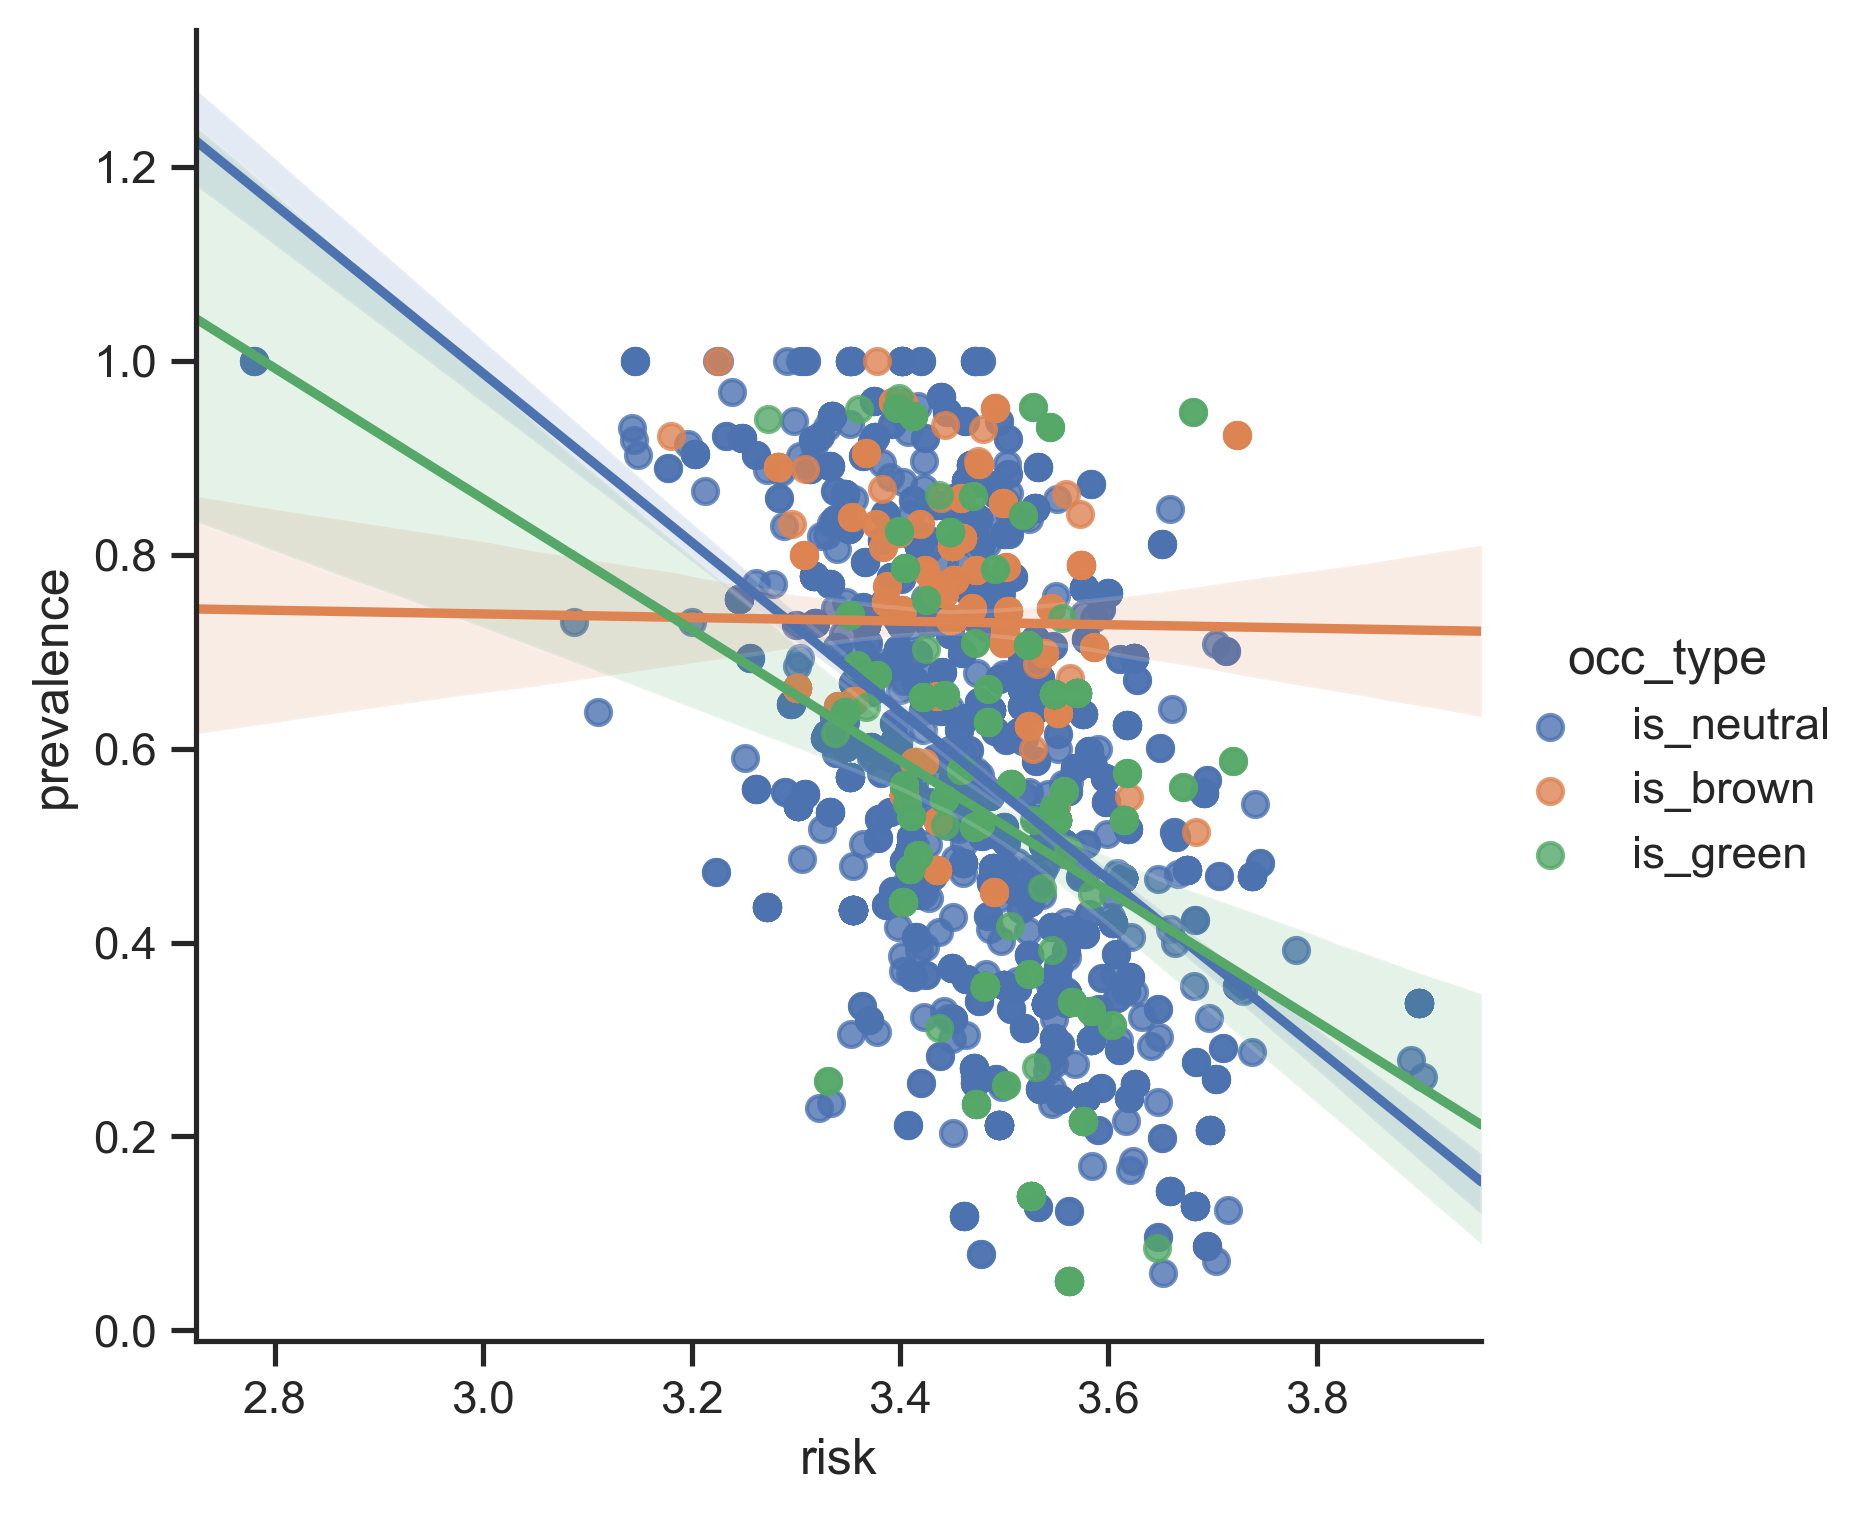 1.2
1.0
0.8
0.6
0.4
0.2
0.0
prevalence
2.8 3.0 3.2 3.4 3.6 3.8
risk
occ_type
is_neutral
is_brown
is_green